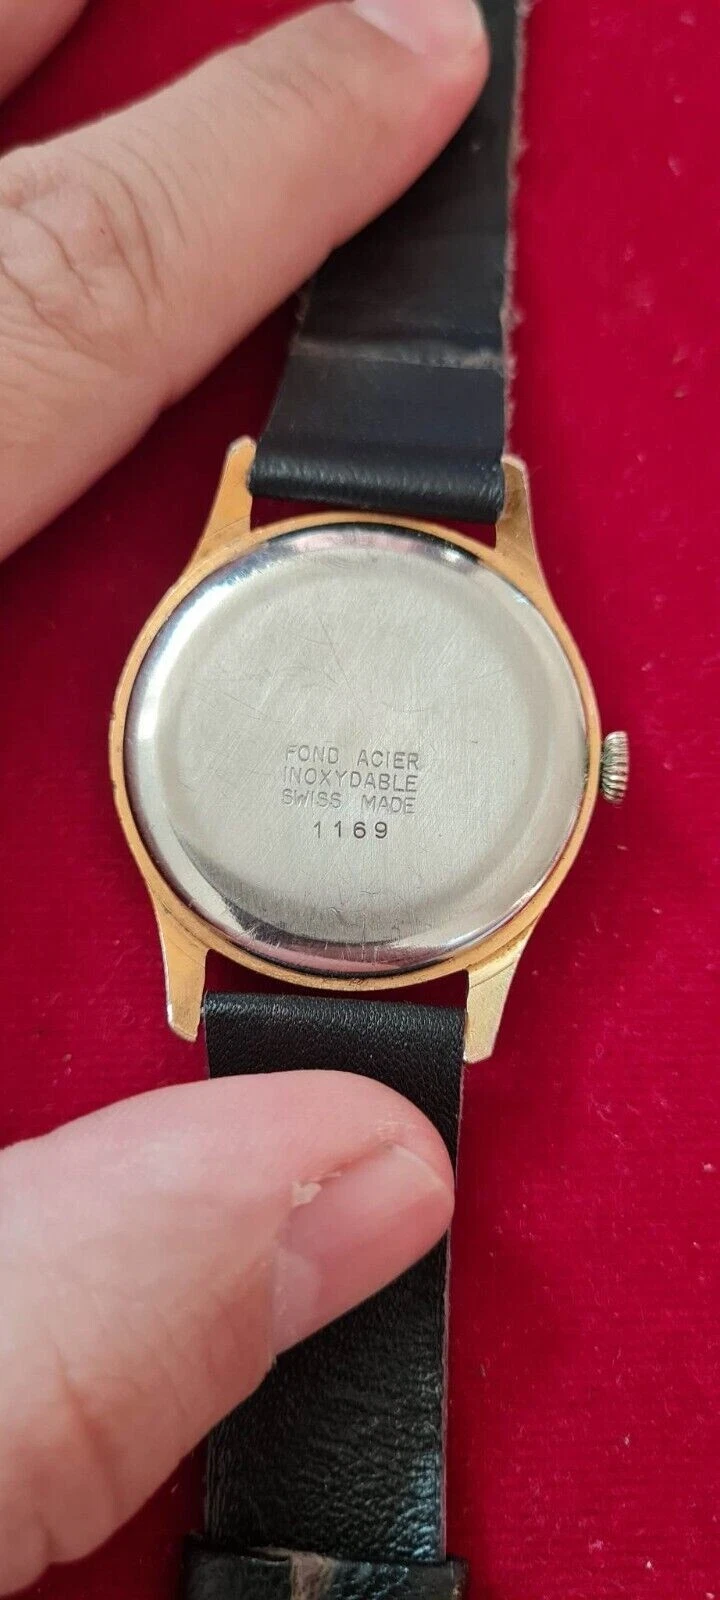 FOND ACIER
INOXYDABLE
SWISS MADE
1169